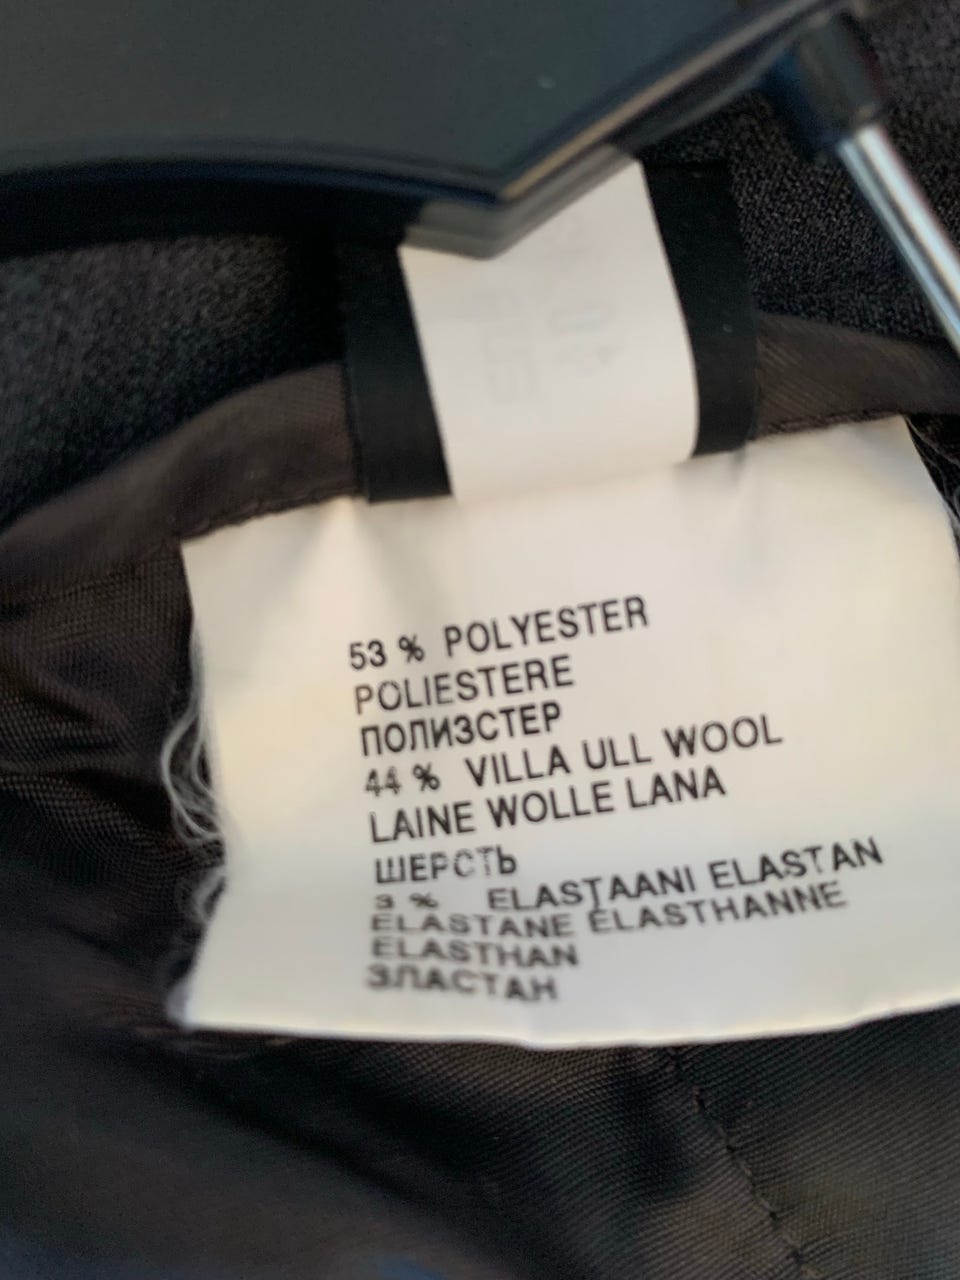 53 % POLYESTER
POLIESTERE
ПОЛИЗСТЕР
44 % VILLA ULL WOOL
LAINE WOLLE LANA
ШЕРСТЬ
3 % ELASTAANI ELASTAN
ELASTANE ELASTHANNE
ELASTHAN
ЗЛАСТАН